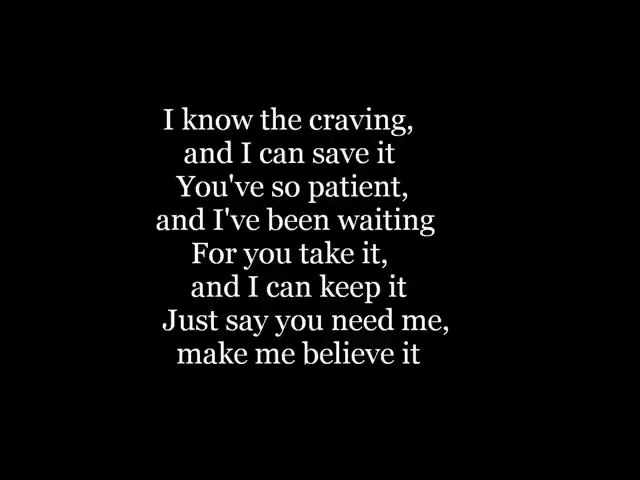 I know the craving,
and I can save it
You've so patient,
and I've been waiting
For you take it,
and I can keep it
Just say you need me,
make me believe it